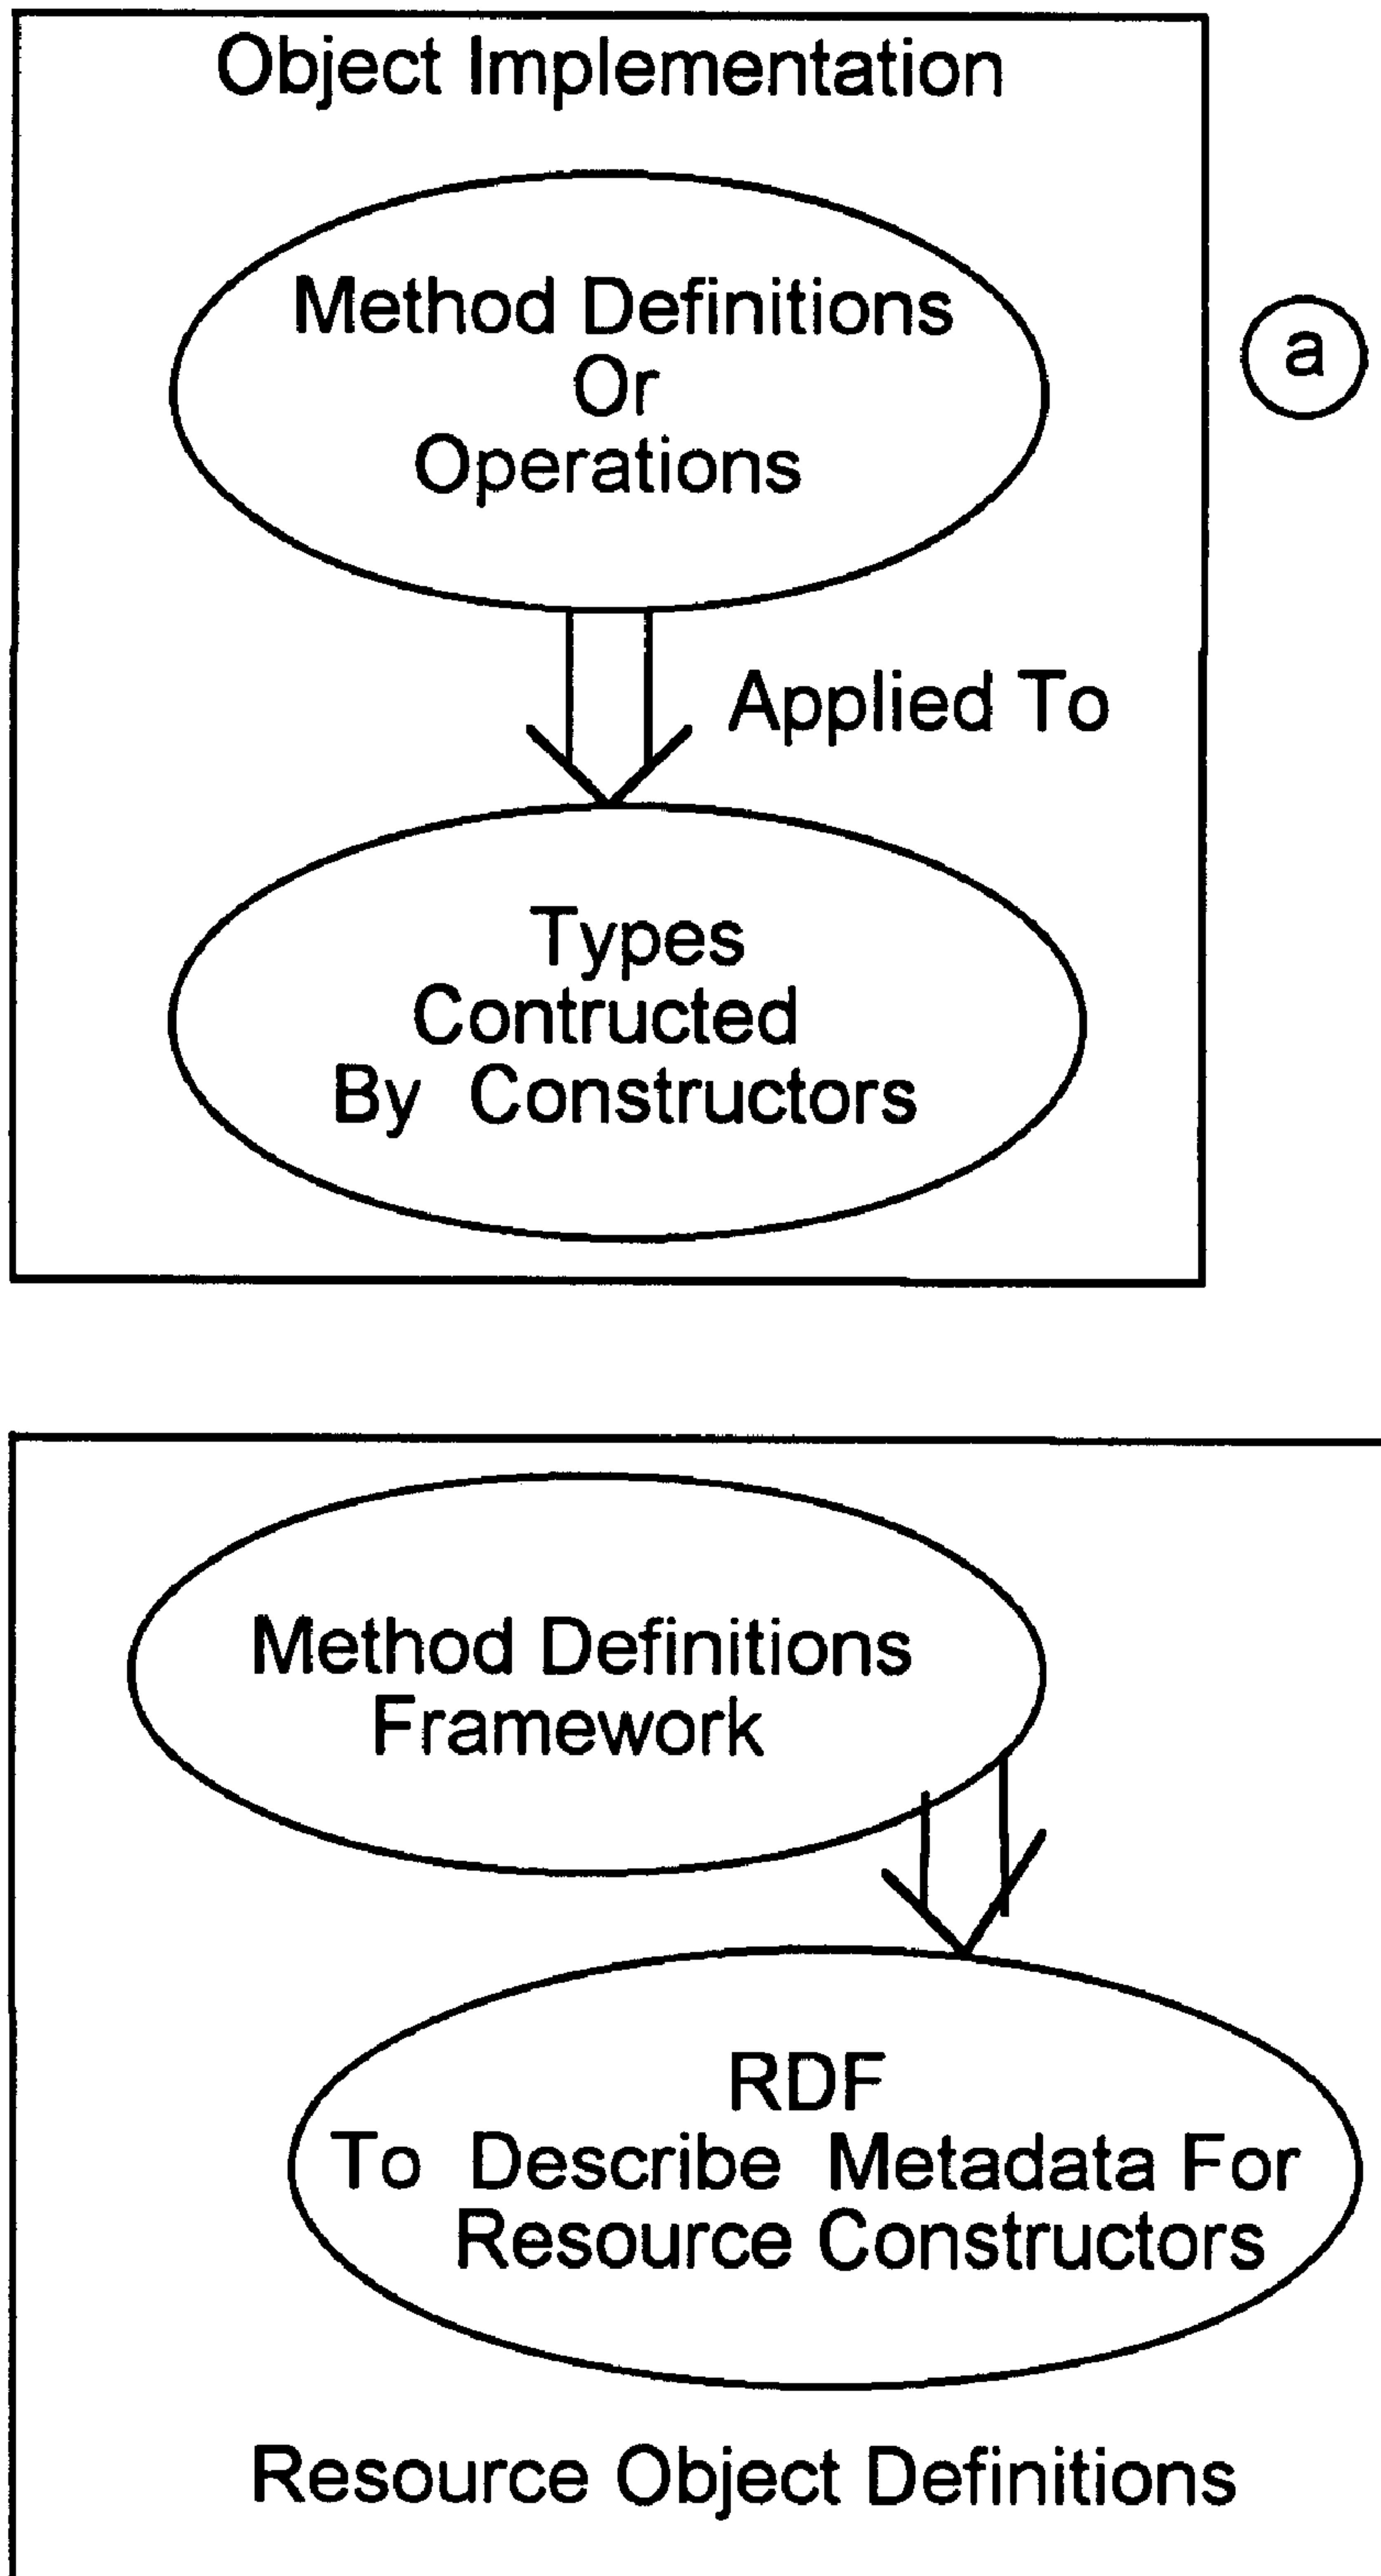 Object Implementation
Method Definitions
Or
Operations
a
Applied To
Types
Contructed
By Constructors
Method Definitions
Framework
RDF
To Describe Metadata For
Resource Constructors
Resource Object Definitions